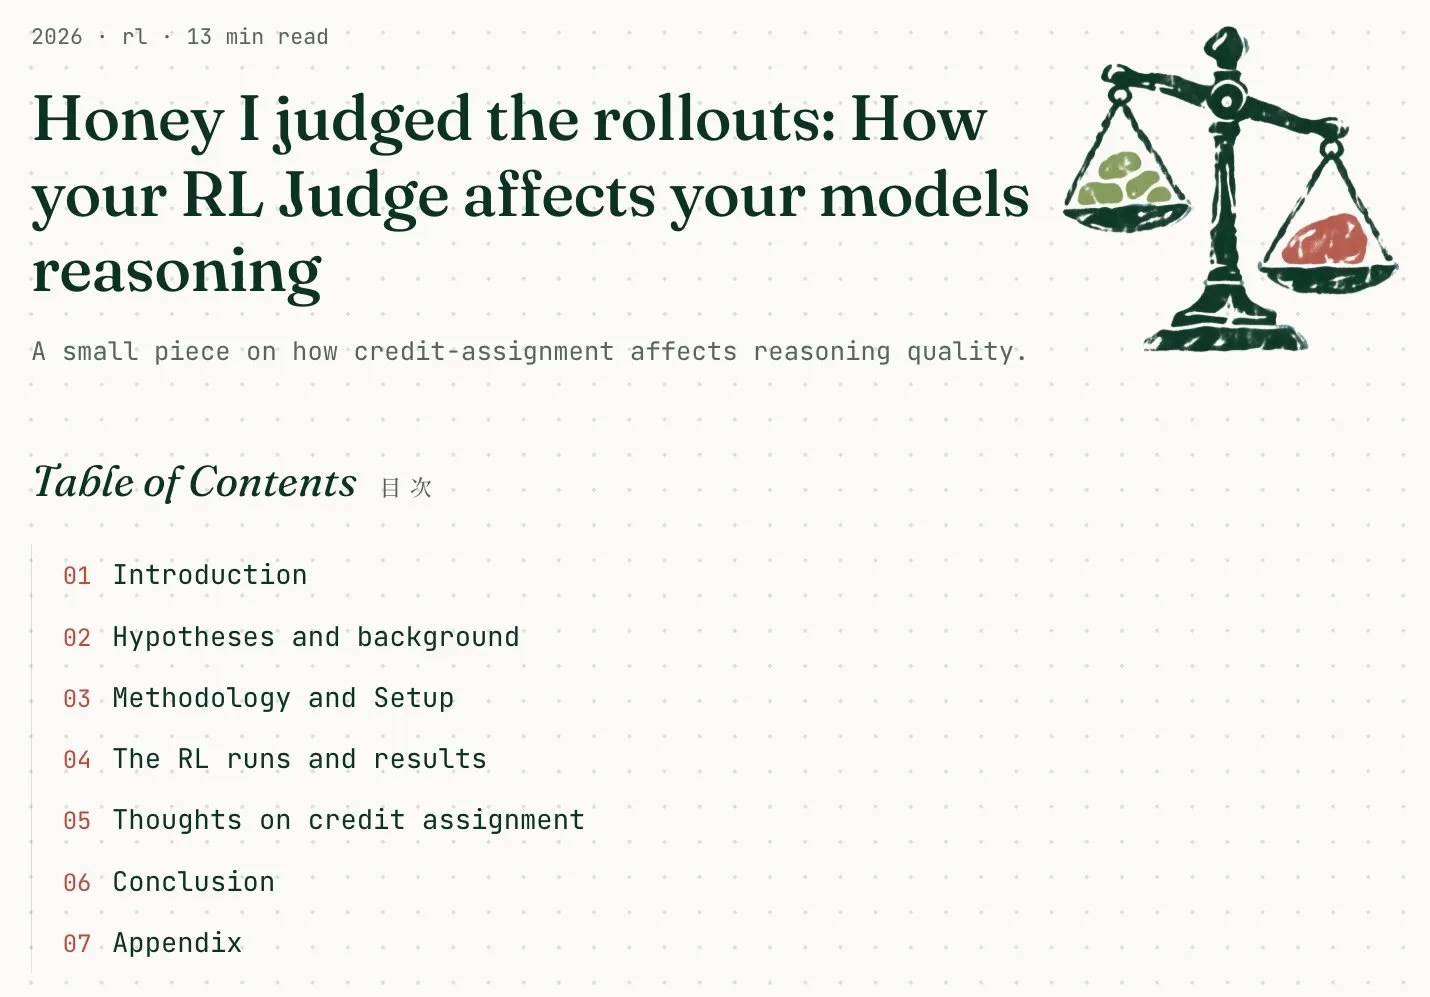 2026 · rl · 13 min read
Honey I judged the rollouts: How
your RL Judge affects your models
reasoning
A small piece on how credit-assignment affects reasoning quality.
Table of Contents 目次
01 Introduction
02 Hypotheses and background
03 Methodology and Setup
04 The RL runs and results
05 Thoughts on credit assignment
06 Conclusion
07 Appendix